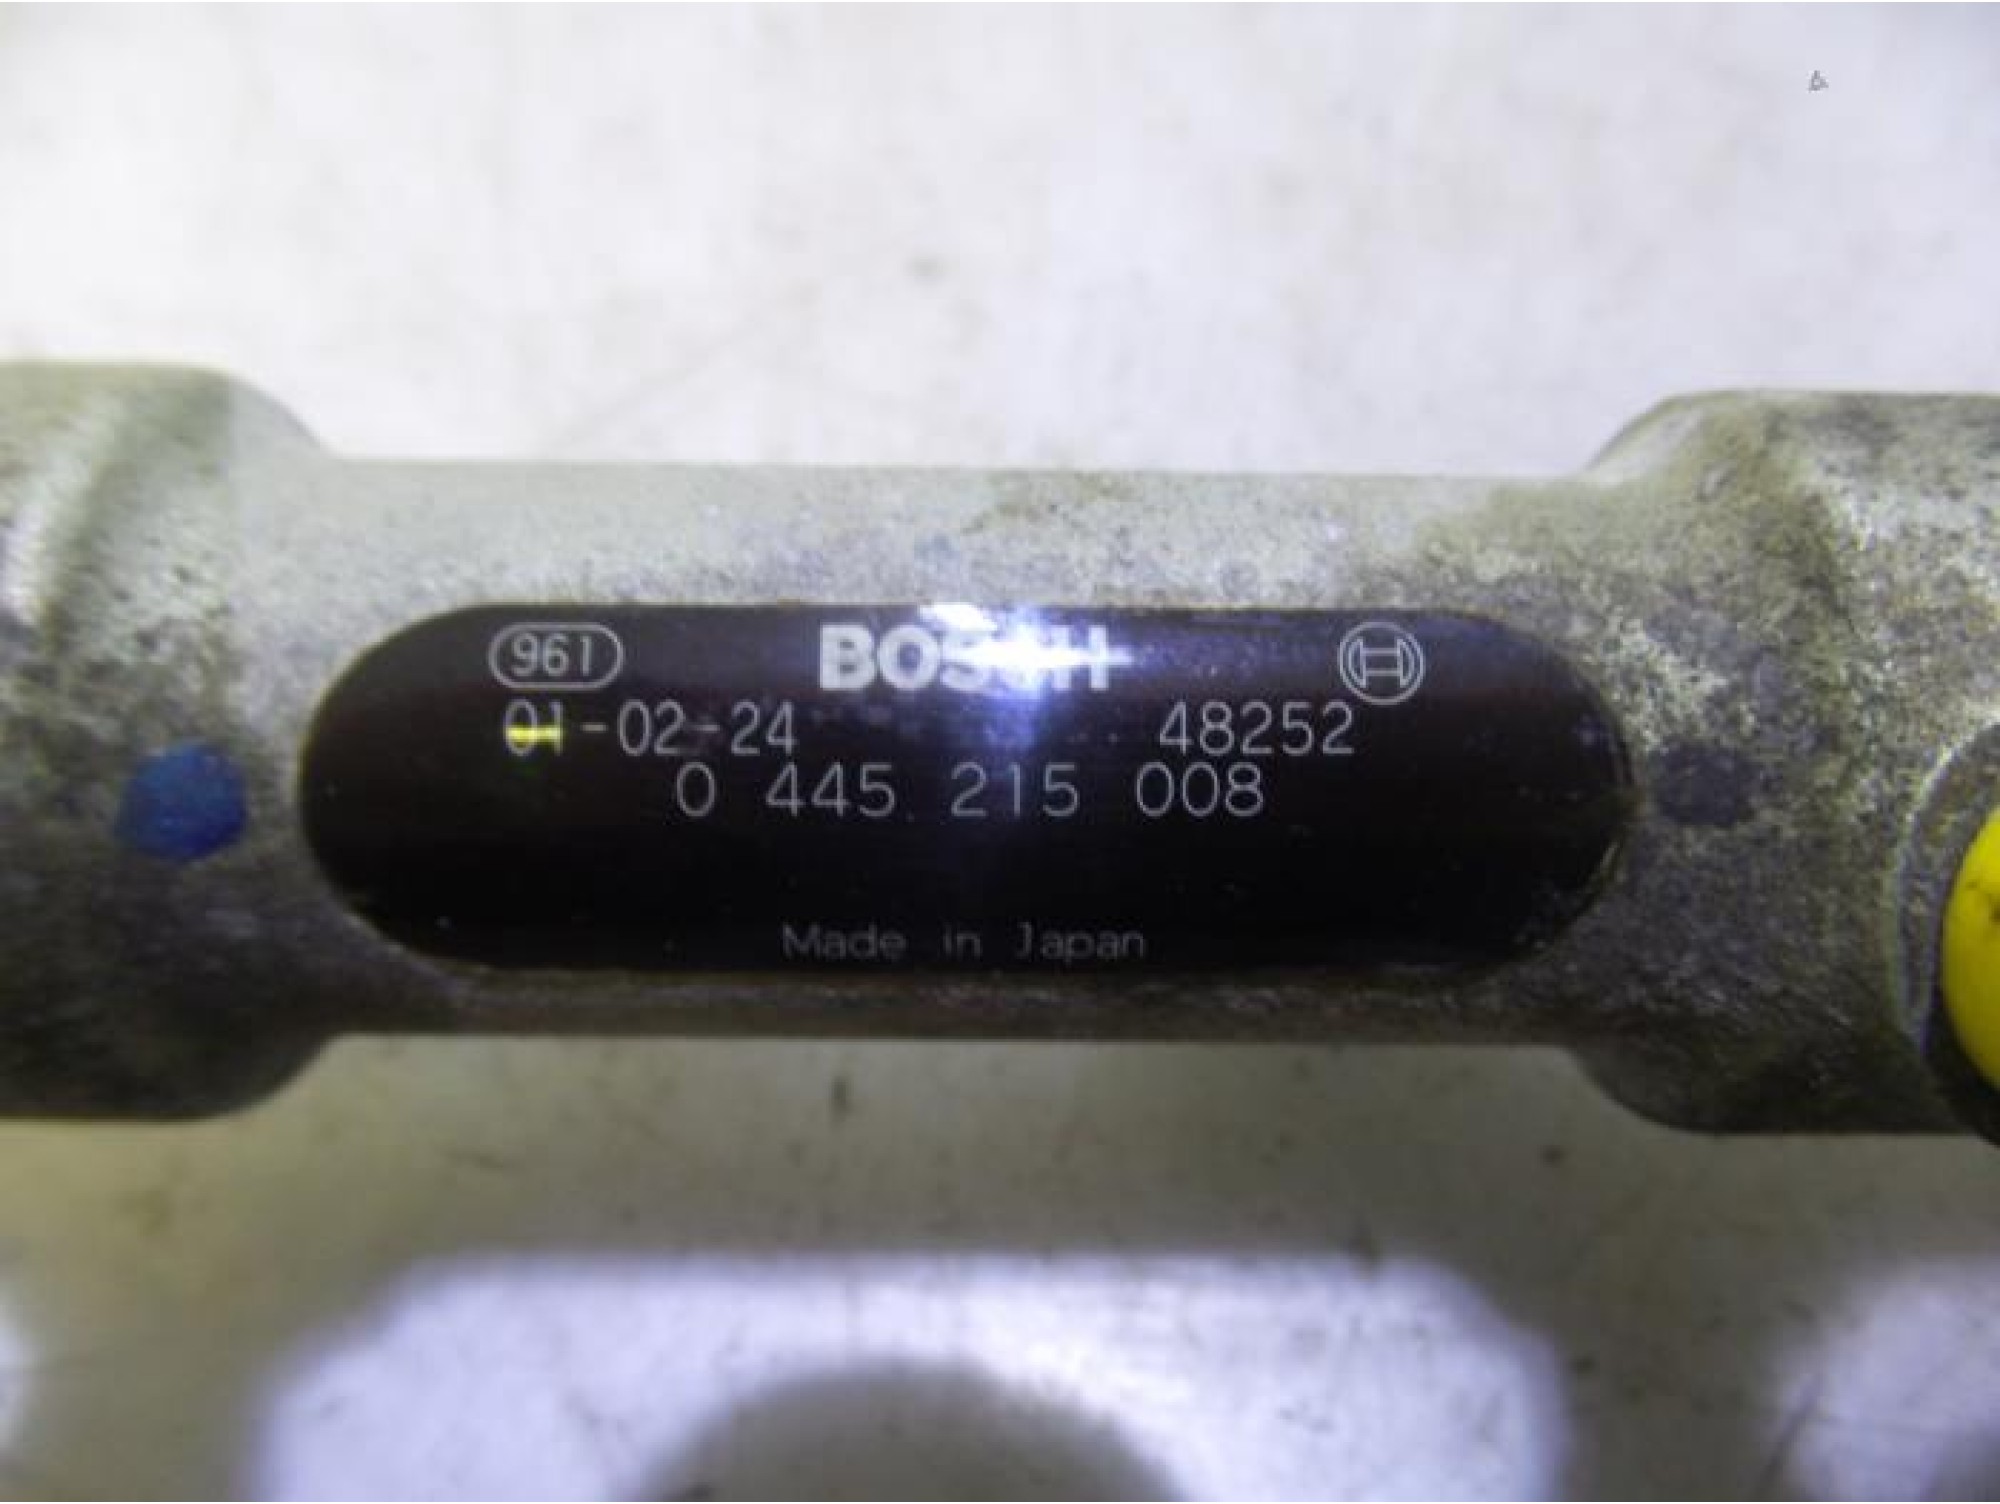 961 BOSCH
01-02-24 48252
0 445 215 008
Made in Japan